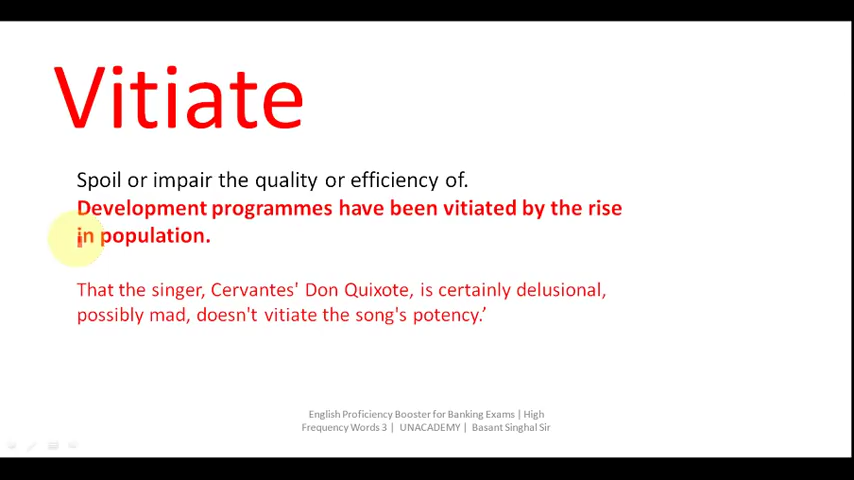 Vitiate
Spoil or impair the quality or efficiency of.
Development programmes have been vitiated by the rise
in population.
That the singer, Cervantes' Don Quixote, is certainly delusional,
possibly mad, doesn't vitiate the song's potency.’
English Proficiency Booster for Banking Exams | High
Frequency Words 3 | UNACADEMY | Basant Singhal Sir